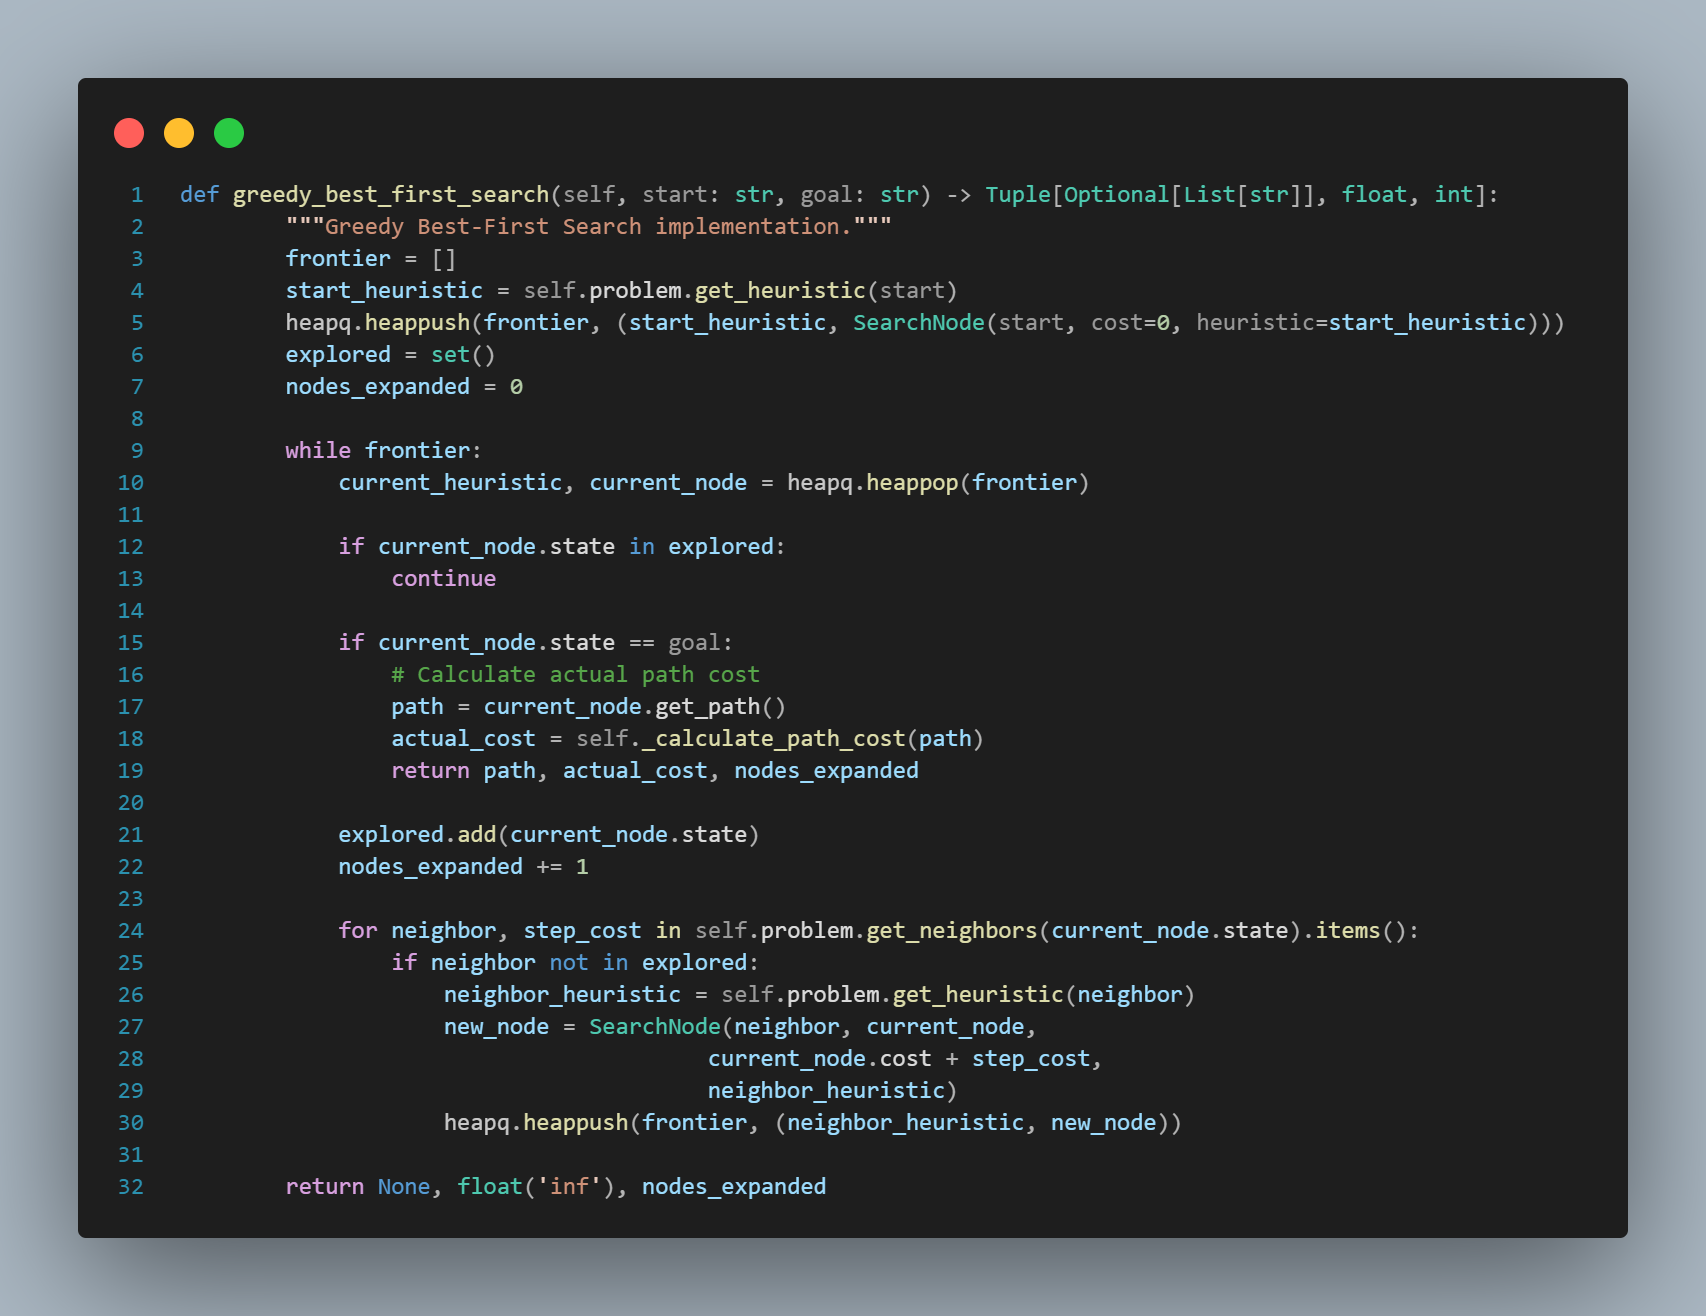 1 def greedy_best_first_search(self, start: str, goal: str) -> Tuple[Optional[List[str]], float, int]:
2         """Greedy Best-First Search implementation."""
3         frontier = []
4         start_heuristic = self.problem.get_heuristic(start)
5         heapq.heappush(frontier, (start_heuristic, SearchNode(start, cost=0, heuristic=start_heuristic)))
6         explored = set()
7         nodes_expanded = 0
8
9         while frontier:
10             current_heuristic, current_node = heapq.heappop(frontier)
11
12             if current_node.state in explored:
13                 continue
14
15             if current_node.state == goal:
16                 # Calculate actual path cost
17                 path = current_node.get_path()
18                 actual_cost = self._calculate_path_cost(path)
19                 return path, actual_cost, nodes_expanded
20
21             explored.add(current_node.state)
22             nodes_expanded += 1
23
24             for neighbor, step_cost in self.problem.get_neighbors(current_node.state).items():
25                 if neighbor not in explored:
26                     neighbor_heuristic = self.problem.get_heuristic(neighbor)
27                     new_node = SearchNode(neighbor, current_node,
28                                         current_node.cost + step_cost,
29                                         neighbor_heuristic)
30                     heapq.heappush(frontier, (neighbor_heuristic, new_node))
31
32         return None, float('inf'), nodes_expanded